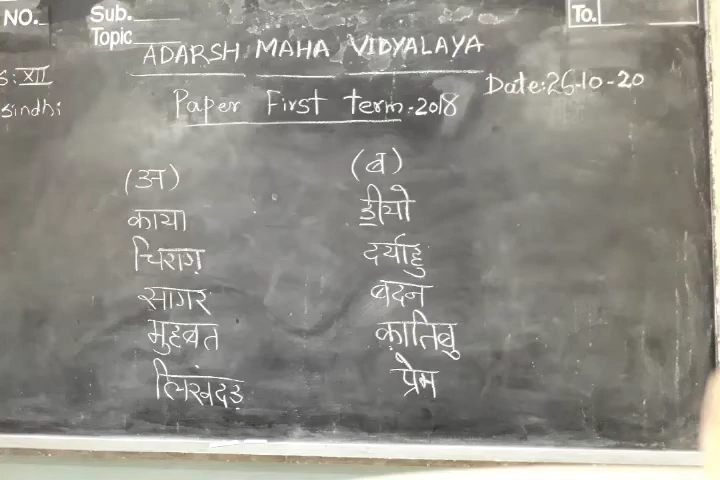 NO.
Sub.
To.
Topic
ADARSH MAHA VIDYALAYA
S: XII
Date: 26-10-20
Sindhi
Paper First term-2018
(अ) (ब)
काया ॾीयो
चिराग़ दर्याहु
सागर बदन
मुहबत क़ातिबु
लिखंदड़ प्रेम